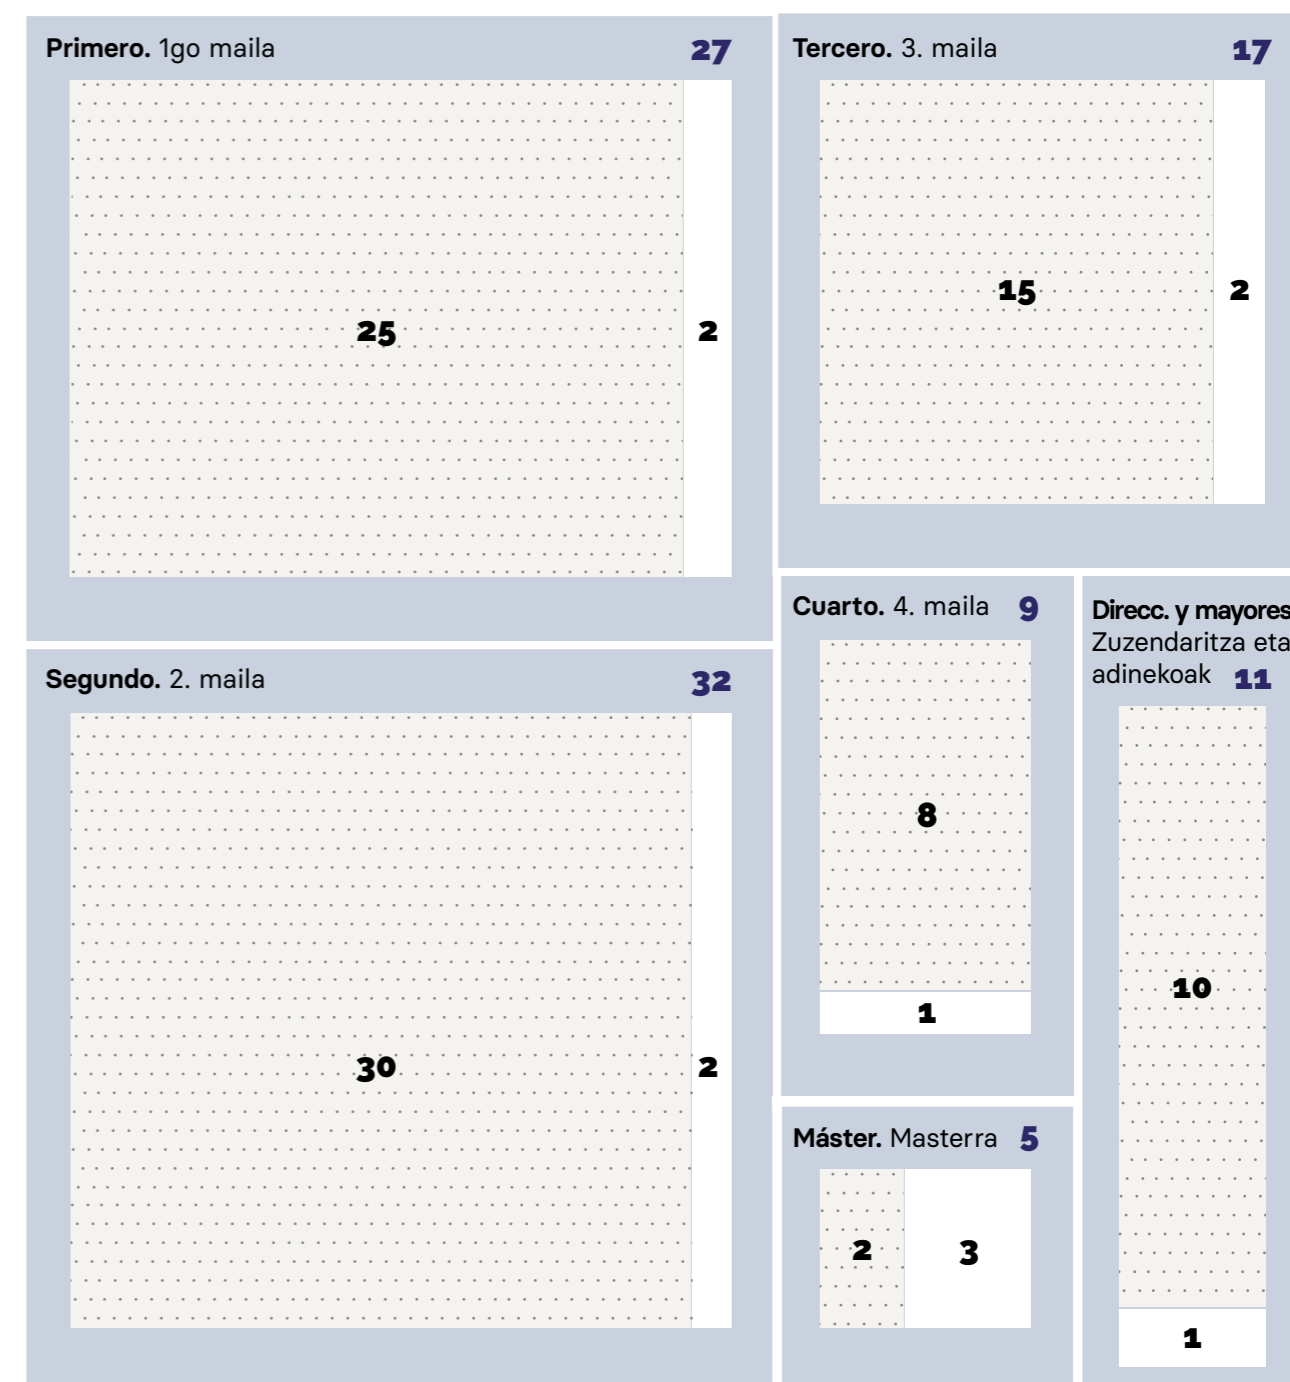 Primero. 1go maila 27
25 2
Segundo. 2. maila 32
30 2
Tercero. 3. maila 17
15 2
Cuarto. 4. maila 9
8
1
Máster. Masterra 5
2 3
Direcc. y mayores
Zuzendaritza eta
adinekoak 11
10
1